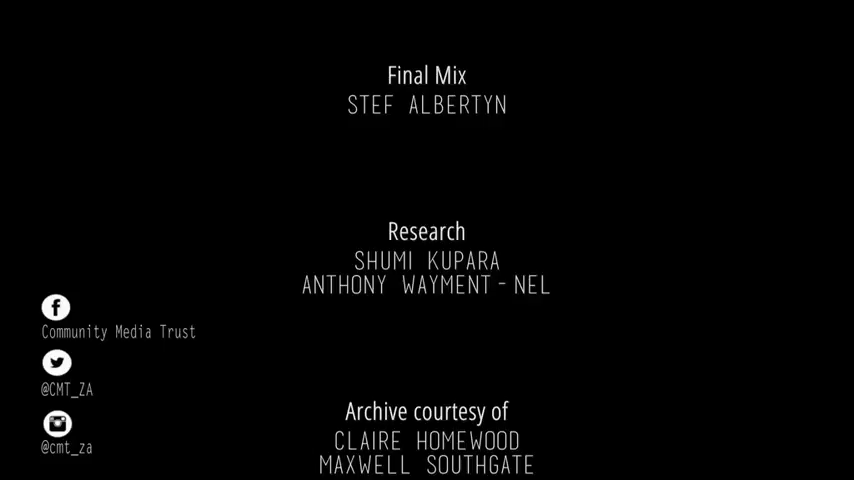 Final Mix
STEF ALBERTYN
Research
SHUMI KUPARA
ANTHONY WAYMENT-NEL
Community Media Trust
@CMT_ZA
@cmt_za
Archive courtesy of
CLAIRE HOMEWOOD
MAXWELL SOUTHGATE